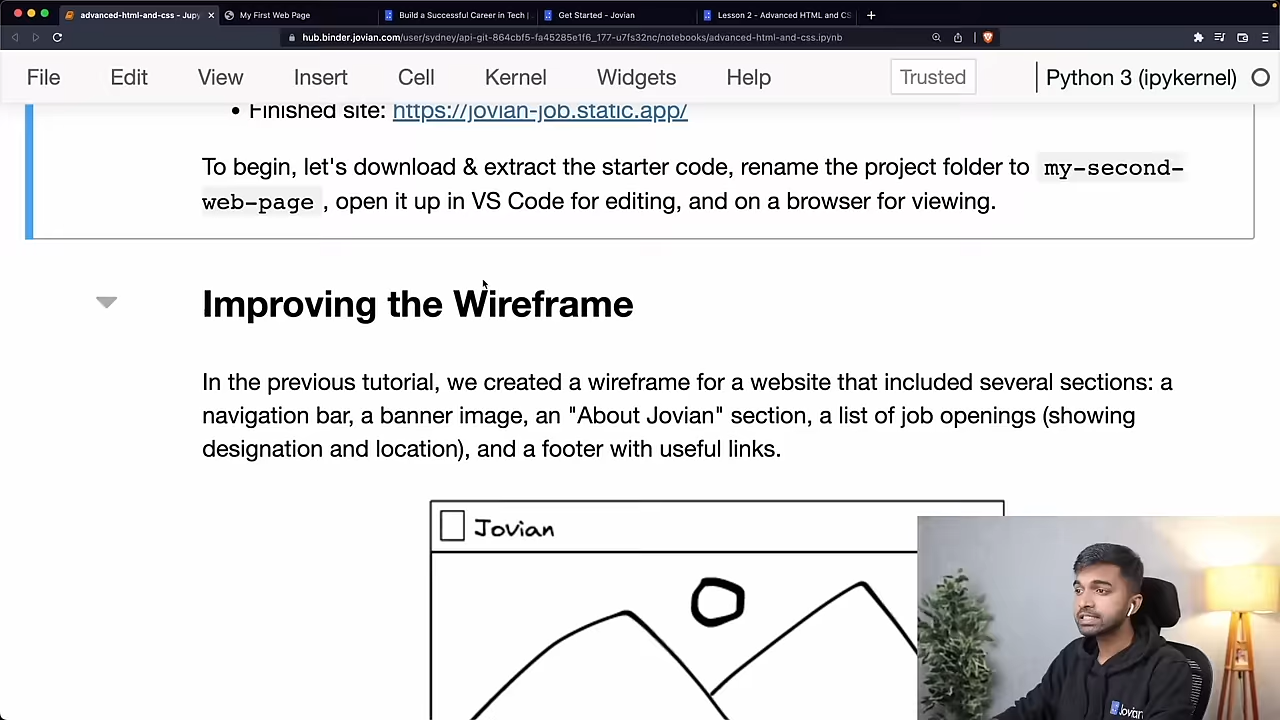 advanced-html-and-css - Jupy
My First Web Page
Build a Successful Career in Tech |
Get Started - Jovian
Lesson 2 - Advanced HTML and CS
hub.binder.jovian.com/user/sydney/api-git-864cbf5-fa45285e1f6_177-u7fs32nc/notebooks/advanced-html-and-css.ipynb
File Edit View Insert Cell Kernel Widgets Help Trusted Python 3 (ipykernel)
• Finished site: https://jovian-job.static.app/
To begin, let's download & extract the starter code, rename the project folder to my-second-
web-page , open it up in VS Code for editing, and on a browser for viewing.
Improving the Wireframe
In the previous tutorial, we created a wireframe for a website that included several sections: a
navigation bar, a banner image, an "About Jovian" section, a list of job openings (showing
designation and location), and a footer with useful links.
Jovian
Jovian